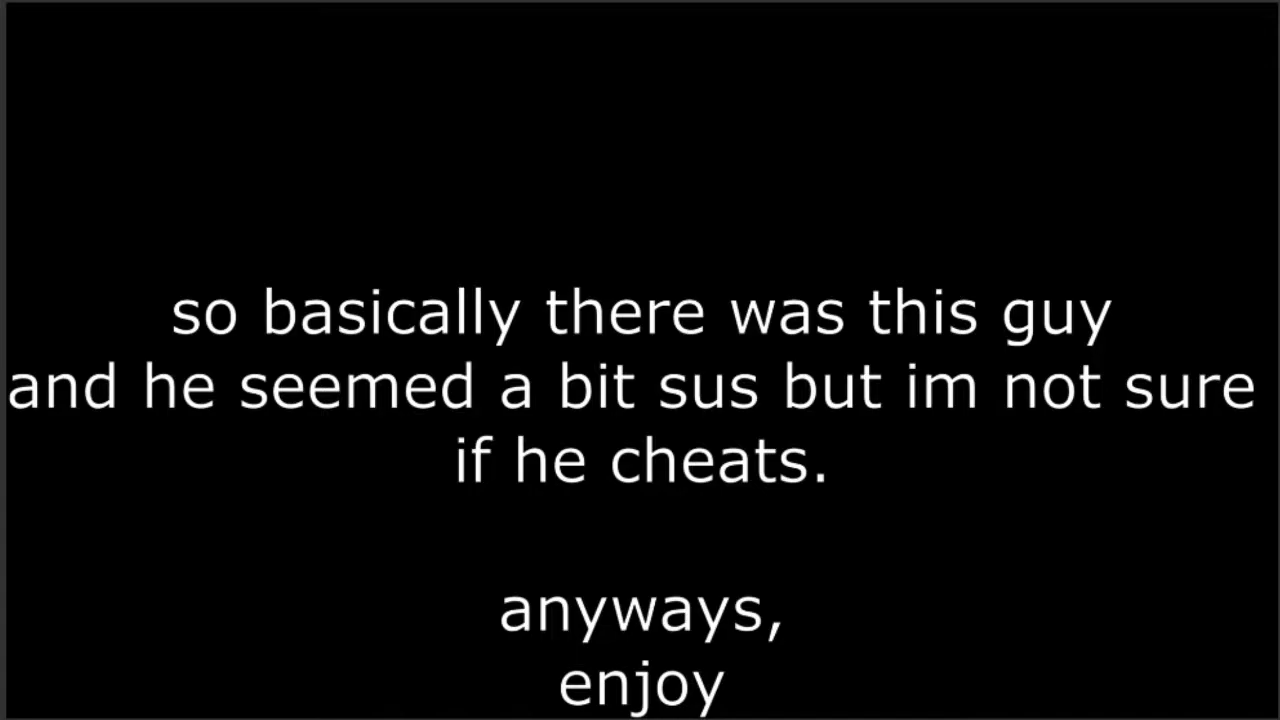 so basically there was this guy
and he seemed a bit sus but im not sure
if he cheats.
anyways,
enjoy